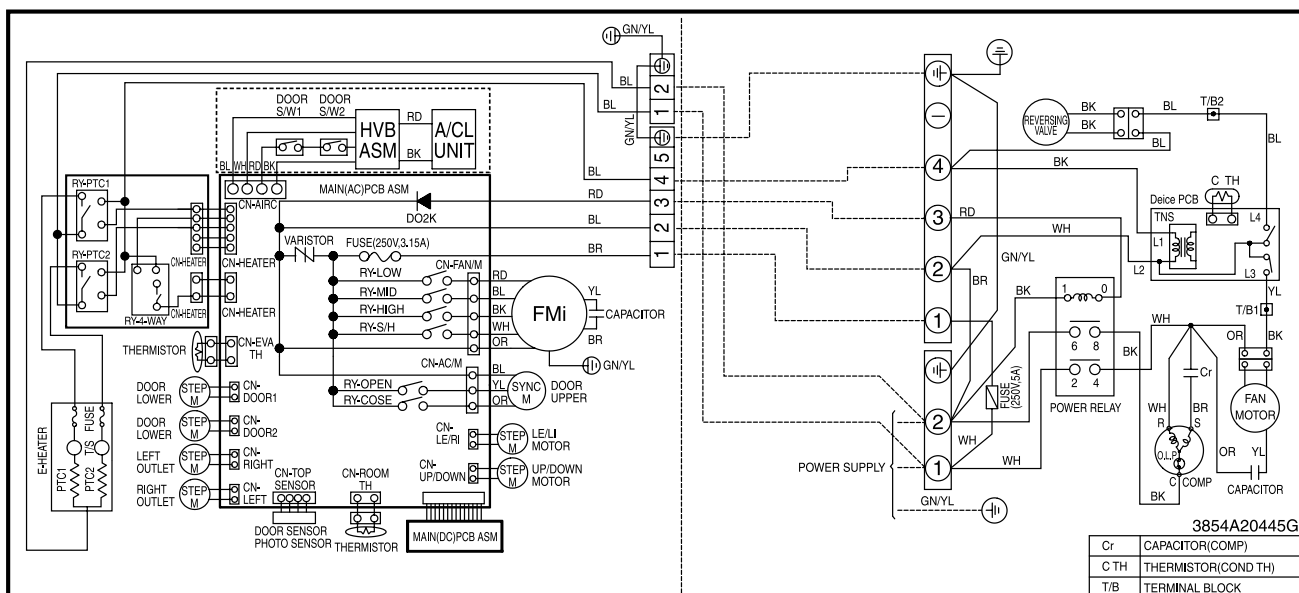 GN/YL
BL
2
BL
1
GN/YL
5
4
3
2
1
BL
RD
BL
BR
DOOR S/W1
DOOR S/W2
HVB ASM
RD
BK
A/CL UNIT
BL WH RD BK
CN-AIRC
MAIN(AC)PCB ASM
DO2K
VARISTOR
FUSE(250V,3.15A)
RY-PTC1
RY-PTC2
RY-4-WAY
CN-HEATER
CN-HEATER
CN-HEATER
CN-HEATER
RY-LOW
RY-MID
RY-HIGH
RY-S/H
CN-FAN/M
RD
BL
BK
WH
OR
FMi
YL
CAPACITOR
BR
GN/YL
CN-AC/M
RY-OPEN
RY-COSE
BL
YL
OR
SYNC M
DOOR UPPER
THERMISTOR
CN-EVA TH
DOOR LOWER
STEP M
CN-DOOR1
DOOR LOWER
STEP M
CN-DOOR2
LEFT OUTLET
STEP M
CN-RIGHT
RIGHT OUTLET
STEP M
CN-LEFT
CN-LE/RI
STEP M
LE/LI MOTOR
CN-UP/DOWN
STEP M
UP/DOWN MOTOR
CN-TOP SENSOR
CN-ROOM TH
DOOR SENSOR
PHOTO SENSOR
THERMISTOR
MAIN(DC)PCB ASM
E-HEATER
FUSE
T/S
PTC1
PTC2
4
3
2
1
2
1
POWER SUPPLY
GN/YL
REVERSING VALVE
BK
BK
BL
T/B2
BL
BL
BK
C TH
Deice PCB
TNS
L1
L2
L4
L3
RD
WH
GN/YL
BR
BK
1 0
6 8
2 4
POWER RELAY
FUSE (250V,5A)
WH
WH
BK
WH
YL
T/B1
OR
BK
Cr
WH
BR
R
S
O.L.P
C
COMP
BK
OR
YL
FAN MOTOR
CAPACITOR
3854A20445G
Cr CAPACITOR(COMP)
C TH THERMISTOR(COND TH)
T/B TERMINAL BLOCK